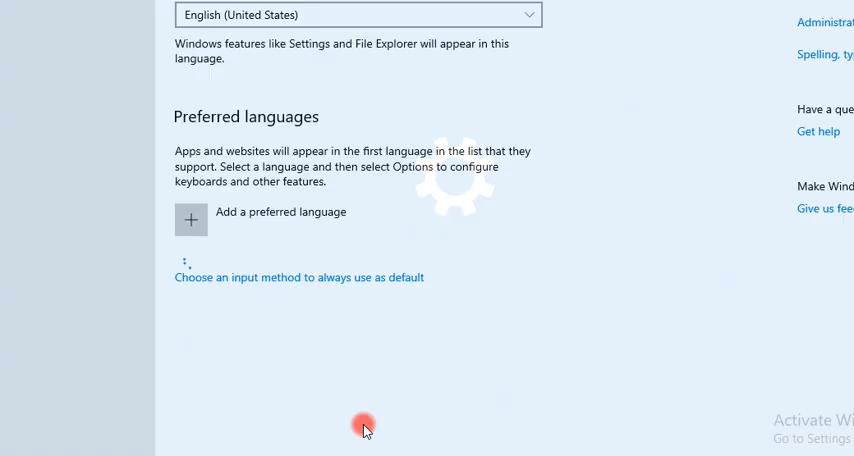 English (United States)
Windows features like Settings and File Explorer will appear in this
language.
Preferred languages
Apps and websites will appear in the first language in the list that they
support. Select a language and then select Options to configure
keyboards and other features.
Add a preferred language
Choose an input method to always use as default
Administrat
Spelling, ty
Have a que
Get help
Make Wind
Give us fee
Activate Wi
Go to Settings